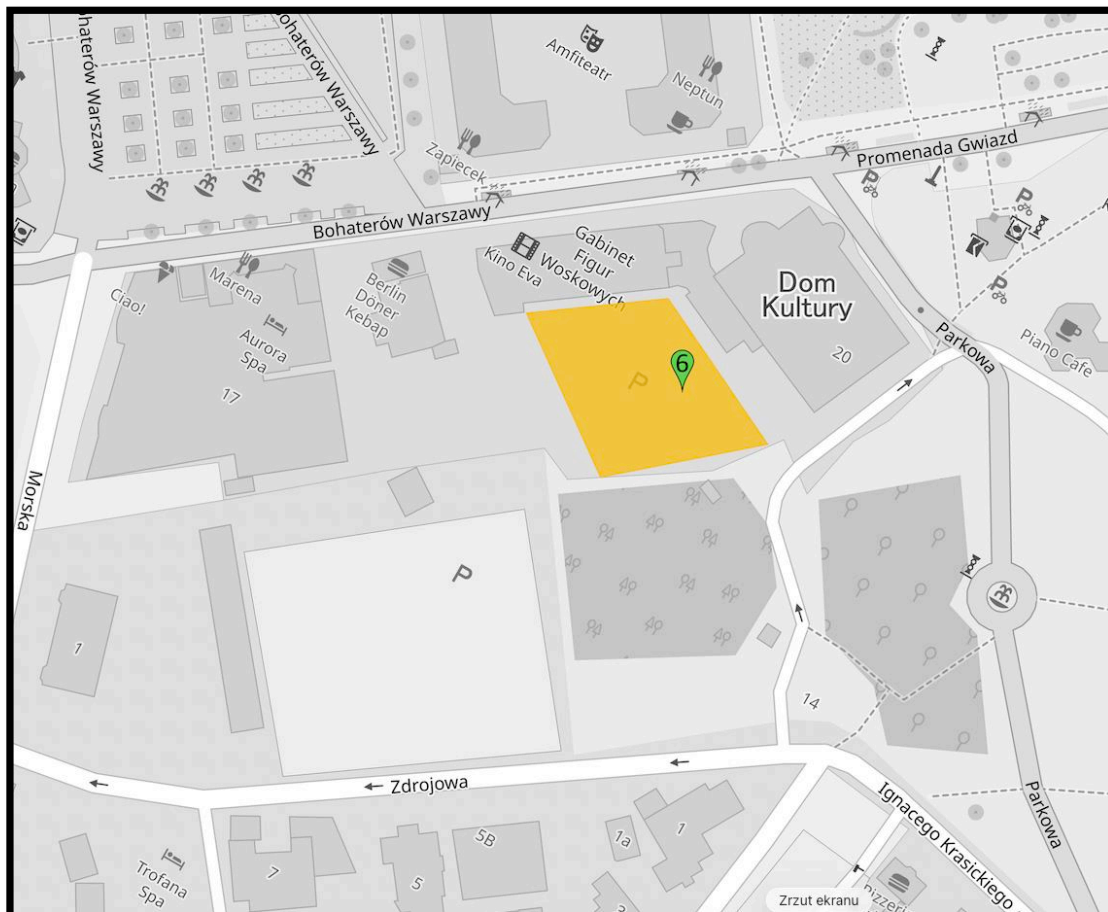 Bohaterów Warszawy
Bohaterów Warszawy
Amfiteatr
Neptun
Zapiecek
Promenada Gwiazd
Bohaterów Warszawy
Ciao!
Marena
Aurora
Spa
17
Berlin
Döner
Kebap
Kino Eva
Gabinet
Figur
Woskowych
Dom
Kultury
20
P
P
P
6
P
Parkowa
Piano Cafe
Morska
P
1
14
Zdrojowa
Ignacego Krasickiego
Parkowa
Trofana
Spa
7
5
5B
1a
1
Zrzut ekranu